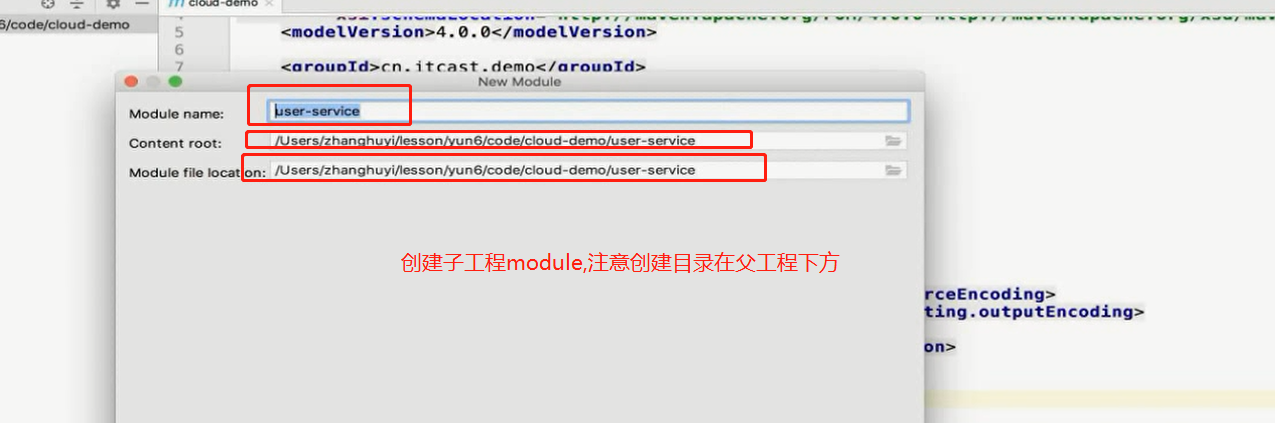 6/code/cloud-demo
cloud-demo
5
<modelVersion>4.0.0</modelVersion>
6
7
<groupId>cn.itcast.demo</groupId>
New Module
Module name:
user-service
Content root:
/Users/zhanghuyi/lesson/yun6/code/cloud-demo/user-service
Module file location:
/Users/zhanghuyi/lesson/yun6/code/cloud-demo/user-service
创建子工程module,注意创建目录在父工程下方
rceEncoding>
ting.outputEncoding>
on>